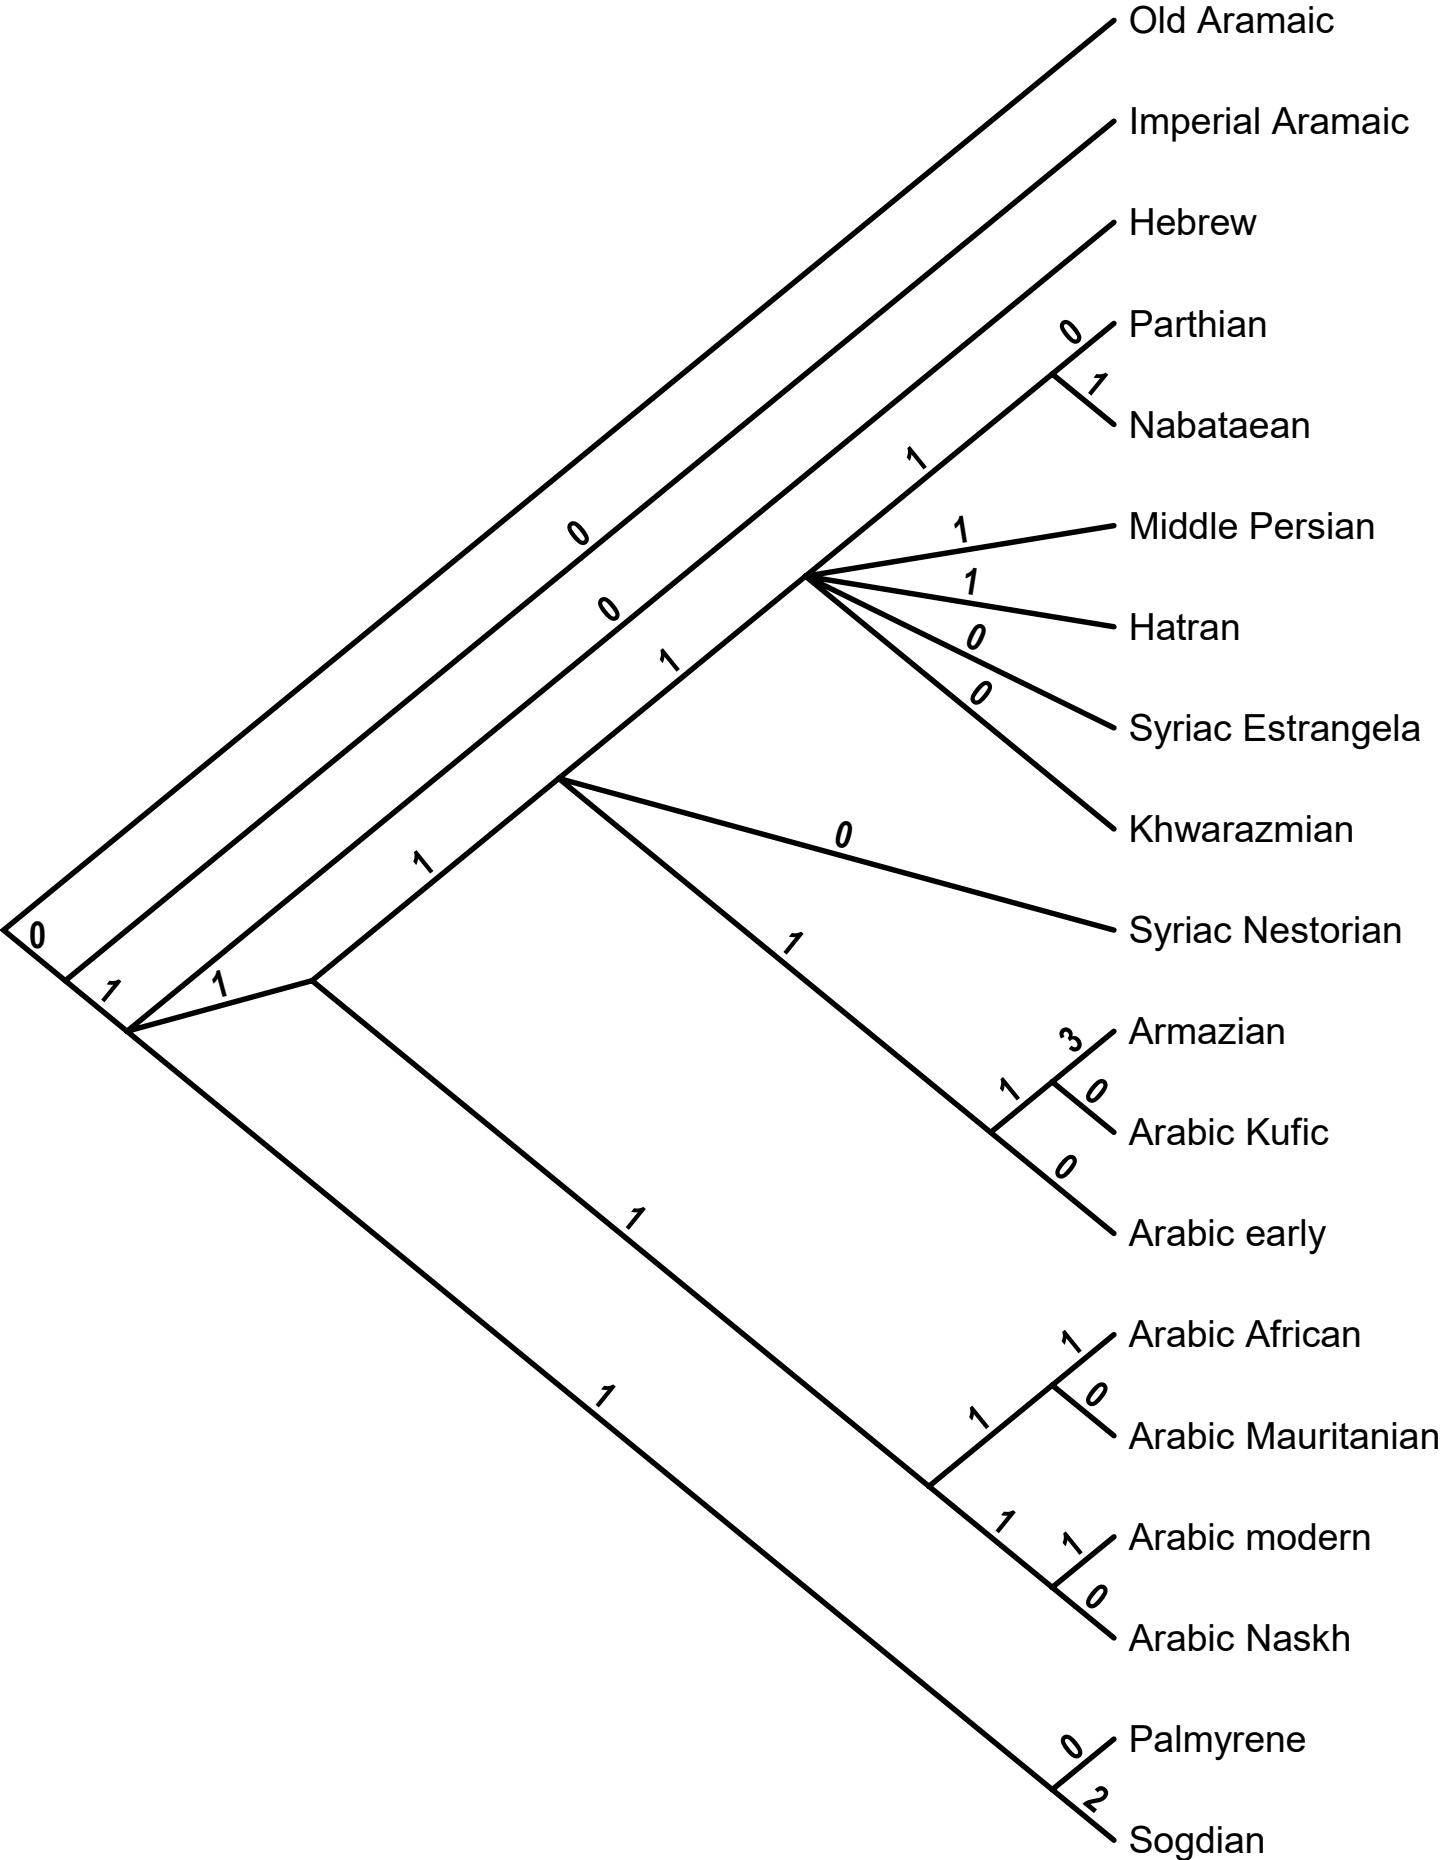 Old Aramaic
Imperial Aramaic
Hebrew
0
Parthian
1
Nabataean
1
1
Middle Persian
0
1
Hatran
0
0
Syriac Estrangela
1
0
Khwarazmian
0
1
Syriac Nestorian
0
1
1
1
3
Armazian
1
0
Arabic Kufic
0
Arabic early
1
1
Arabic African
1
0
Arabic Mauritanian
1
1
1
Arabic modern
0
Arabic Naskh
0
Palmyrene
2
Sogdian